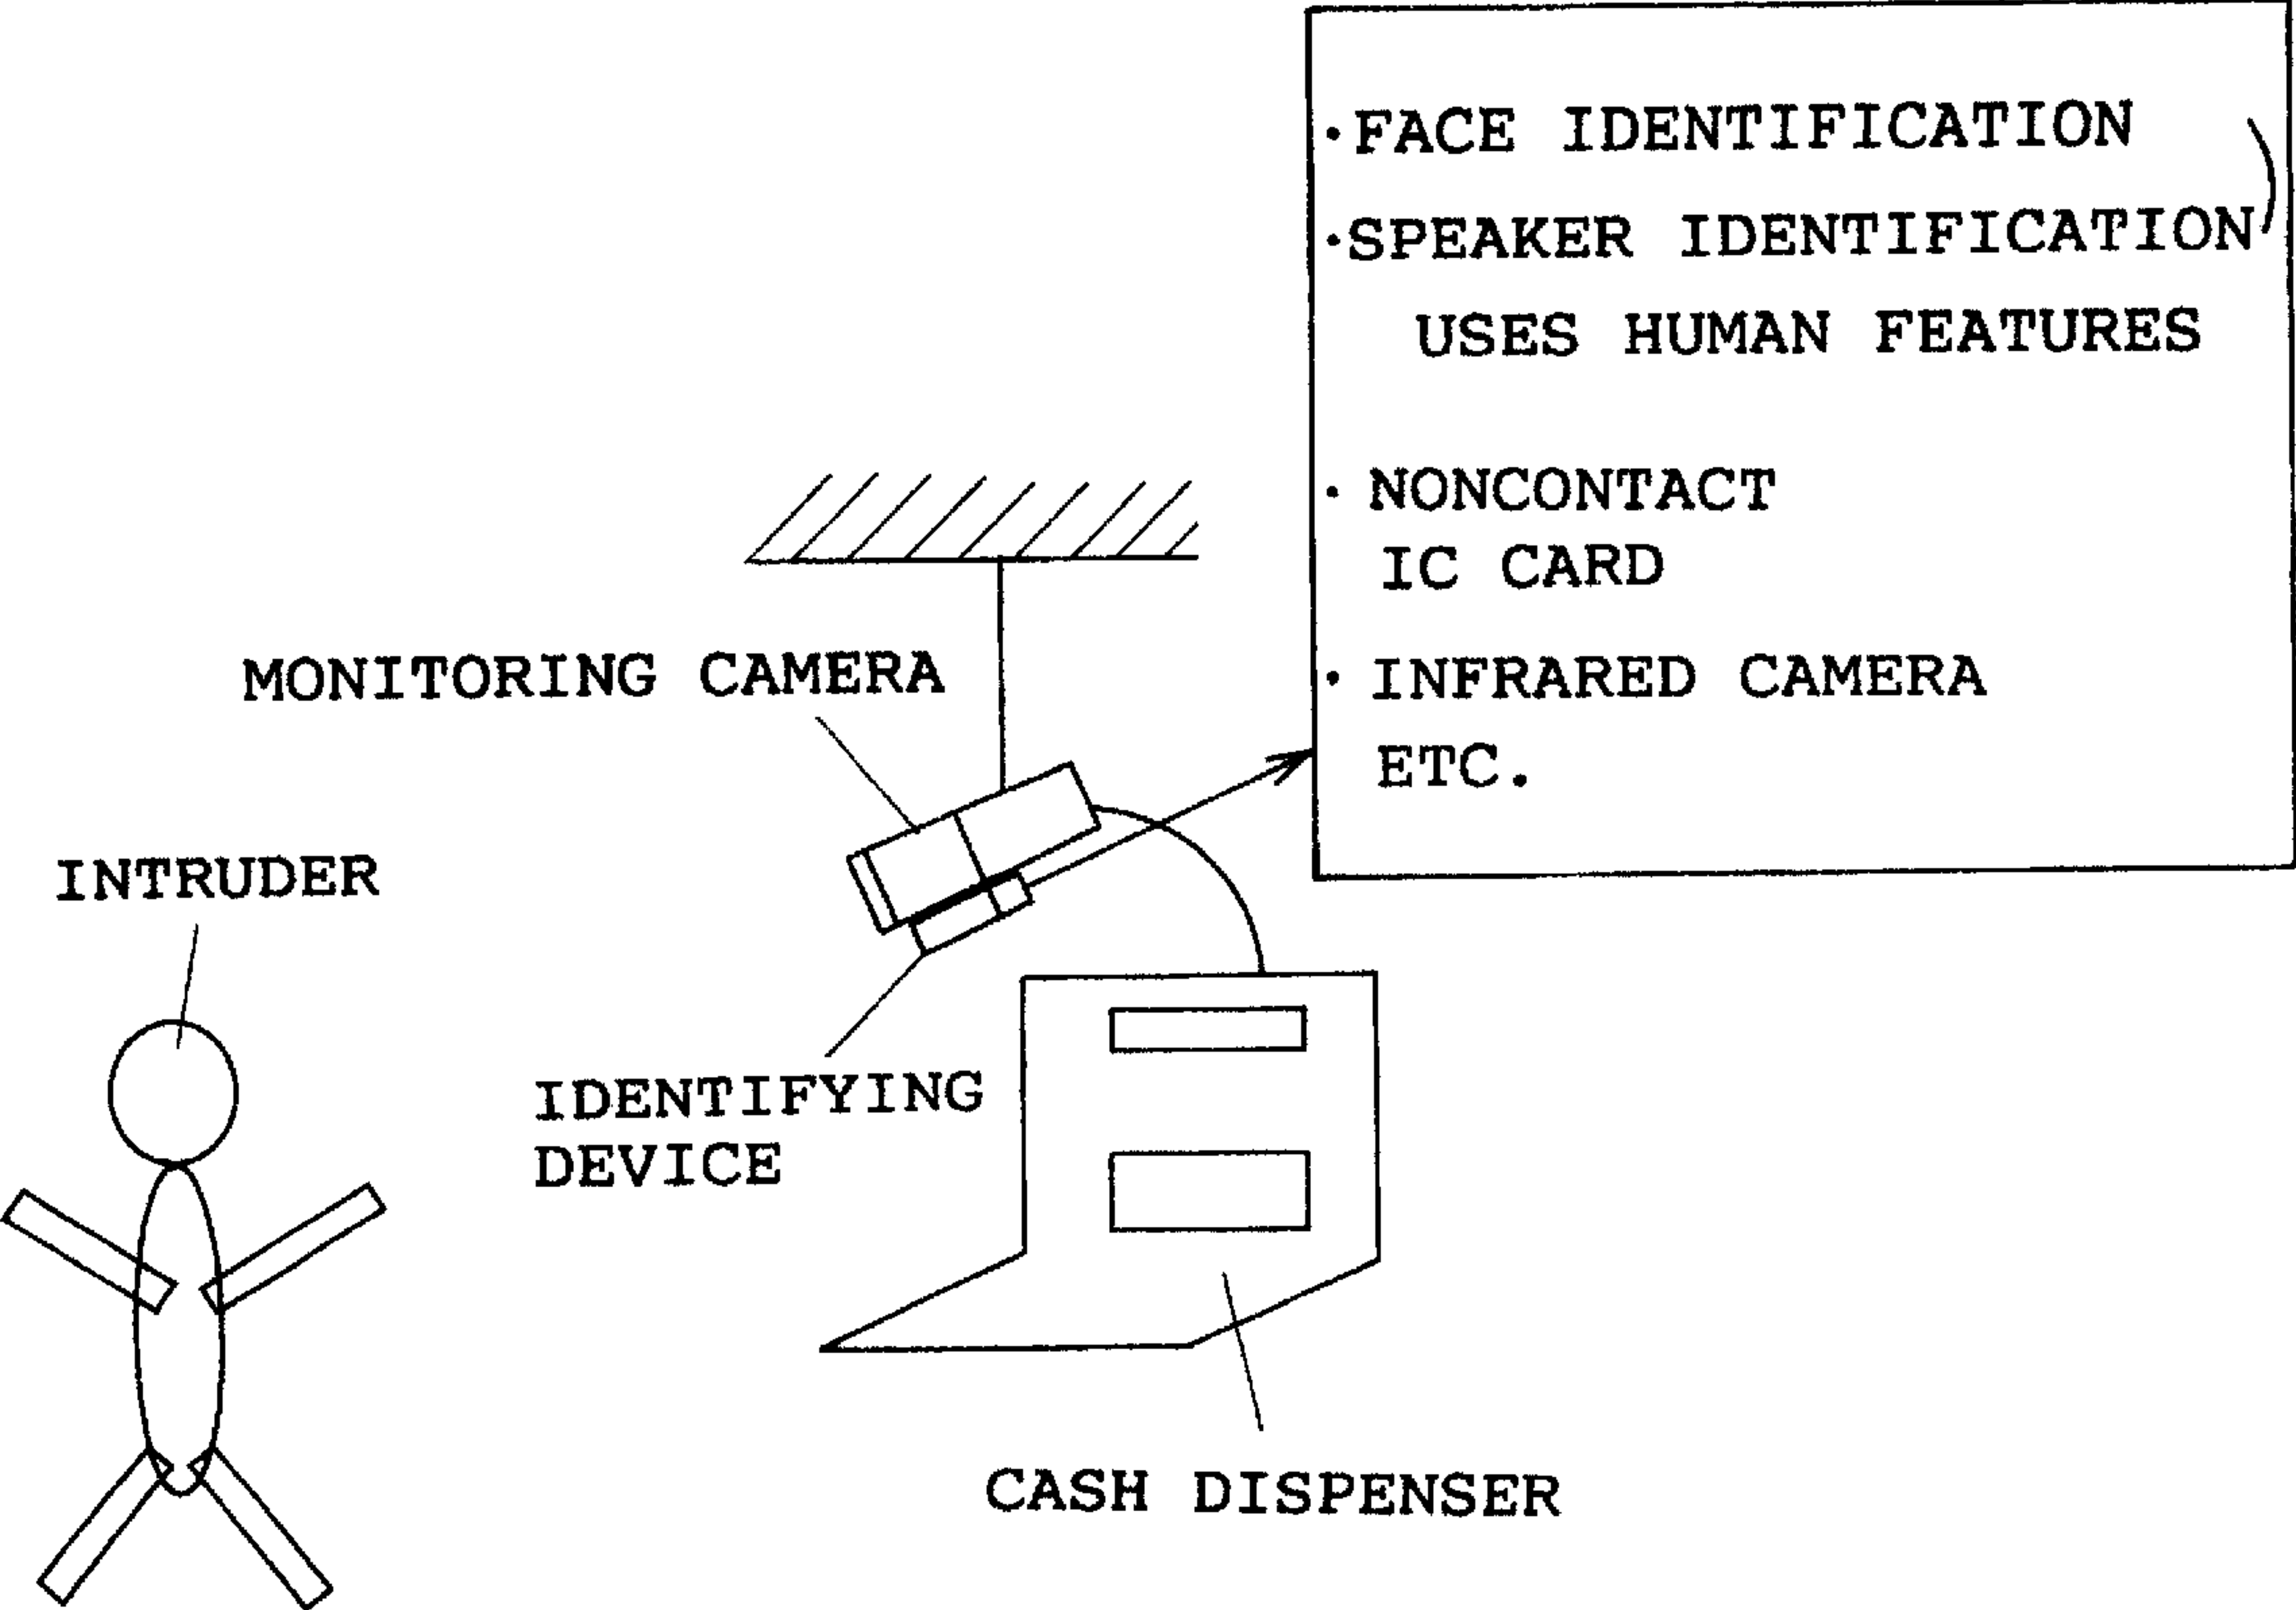 ·FACE IDENTIFICATION
·SPEAKER IDENTIFICATION
USES HUMAN FEATURES
· NONCONTACT
IC CARD
· INFRARED CAMERA
ETC.
MONITORING CAMERA
INTRUDER
IDENTIFYING
DEVICE
CASH DISPENSER